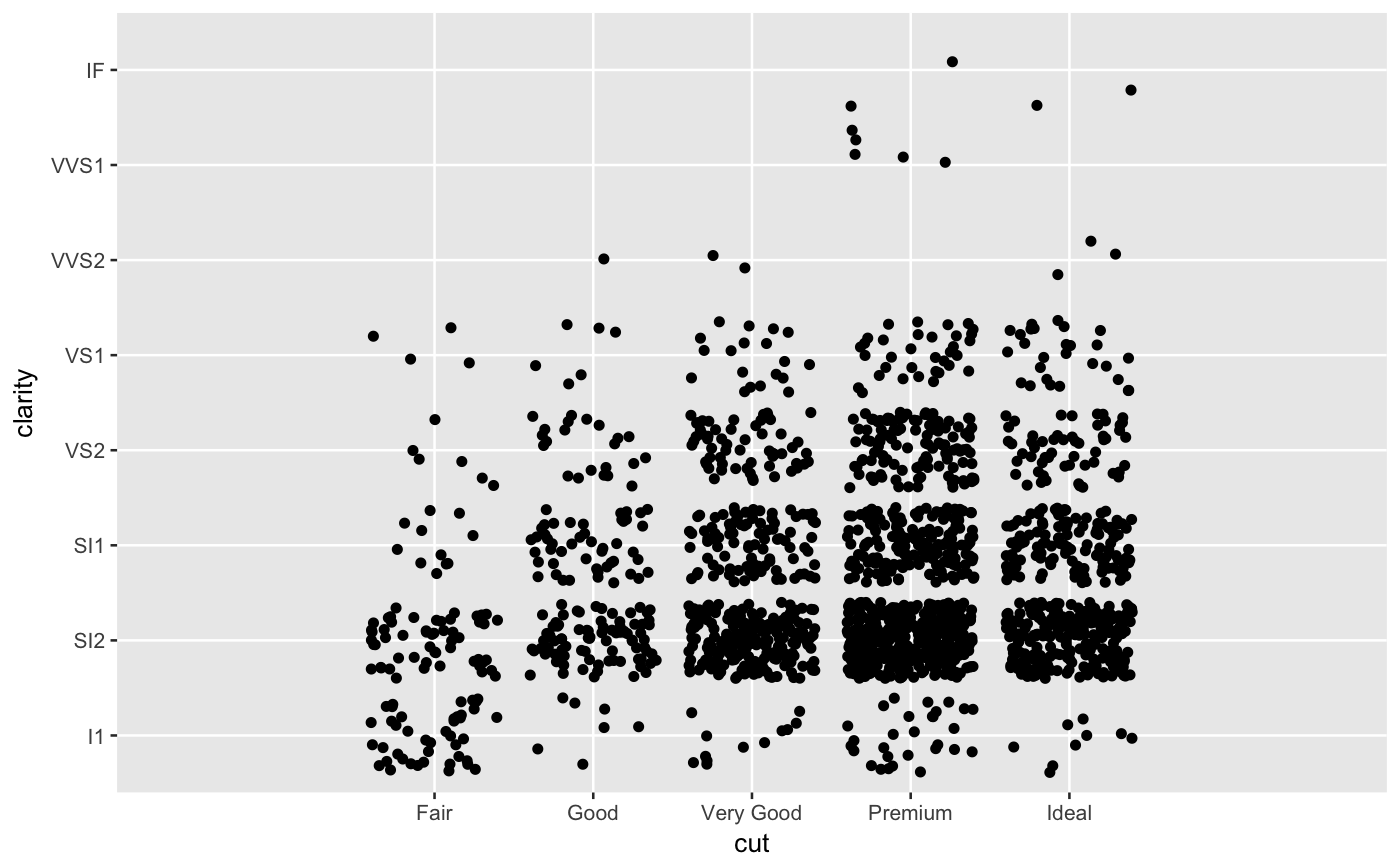 IF
VVS1
VVS2
VS1
VS2
SI1
SI2
I1
clarity
Fair Good Very Good Premium Ideal
cut